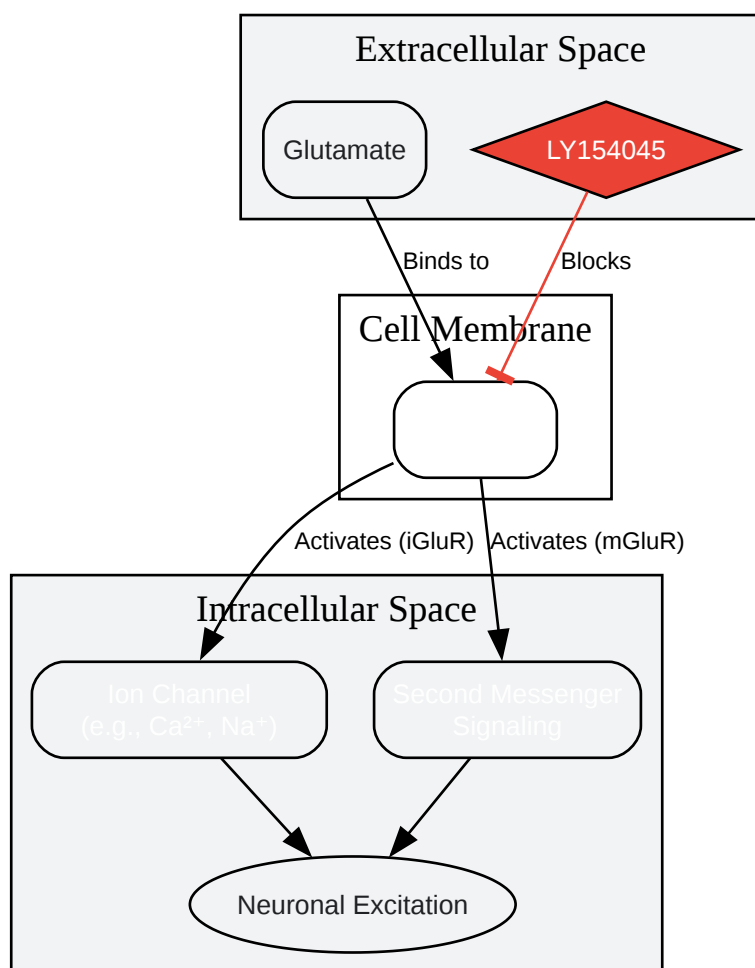 Extracellular Space
Glutamate
LY154045
Binds to
Blocks
Cell Membrane
Activates (iGluR)
Activates (mGluR)
Intracellular Space
Ion Channel
(e.g., Ca²⁺, Na⁺)
Second Messenger
Signaling
Neuronal Excitation